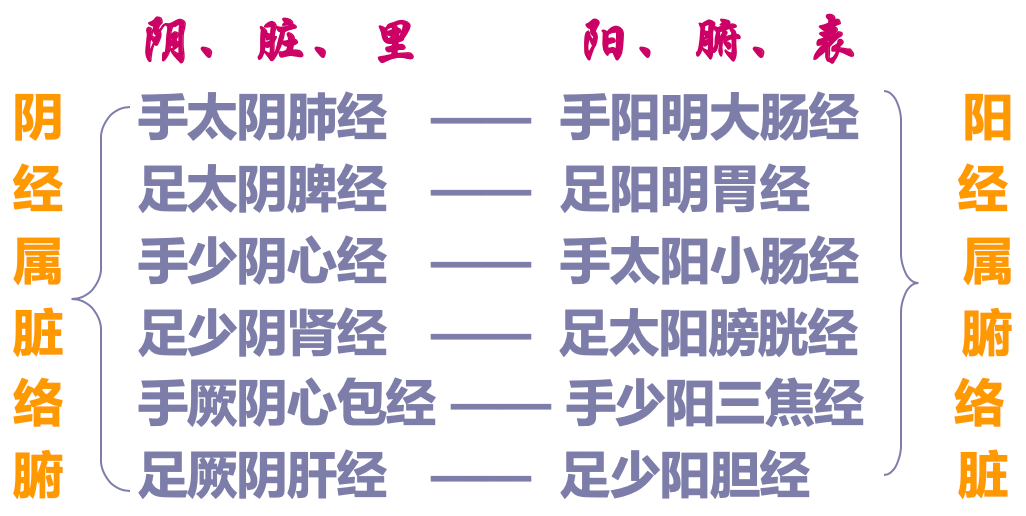 阴、脏、里
阳、腑、表
阴经属脏络腑
手太阴肺经——手阳明大肠经
足太阴脾经——足阳明胃经
手少阴心经——手太阳小肠经
足少阴肾经——足太阳膀胱经
手厥阴心包经——手少阳三焦经
足厥阴肝经——足少阳胆经
阳经属腑络脏